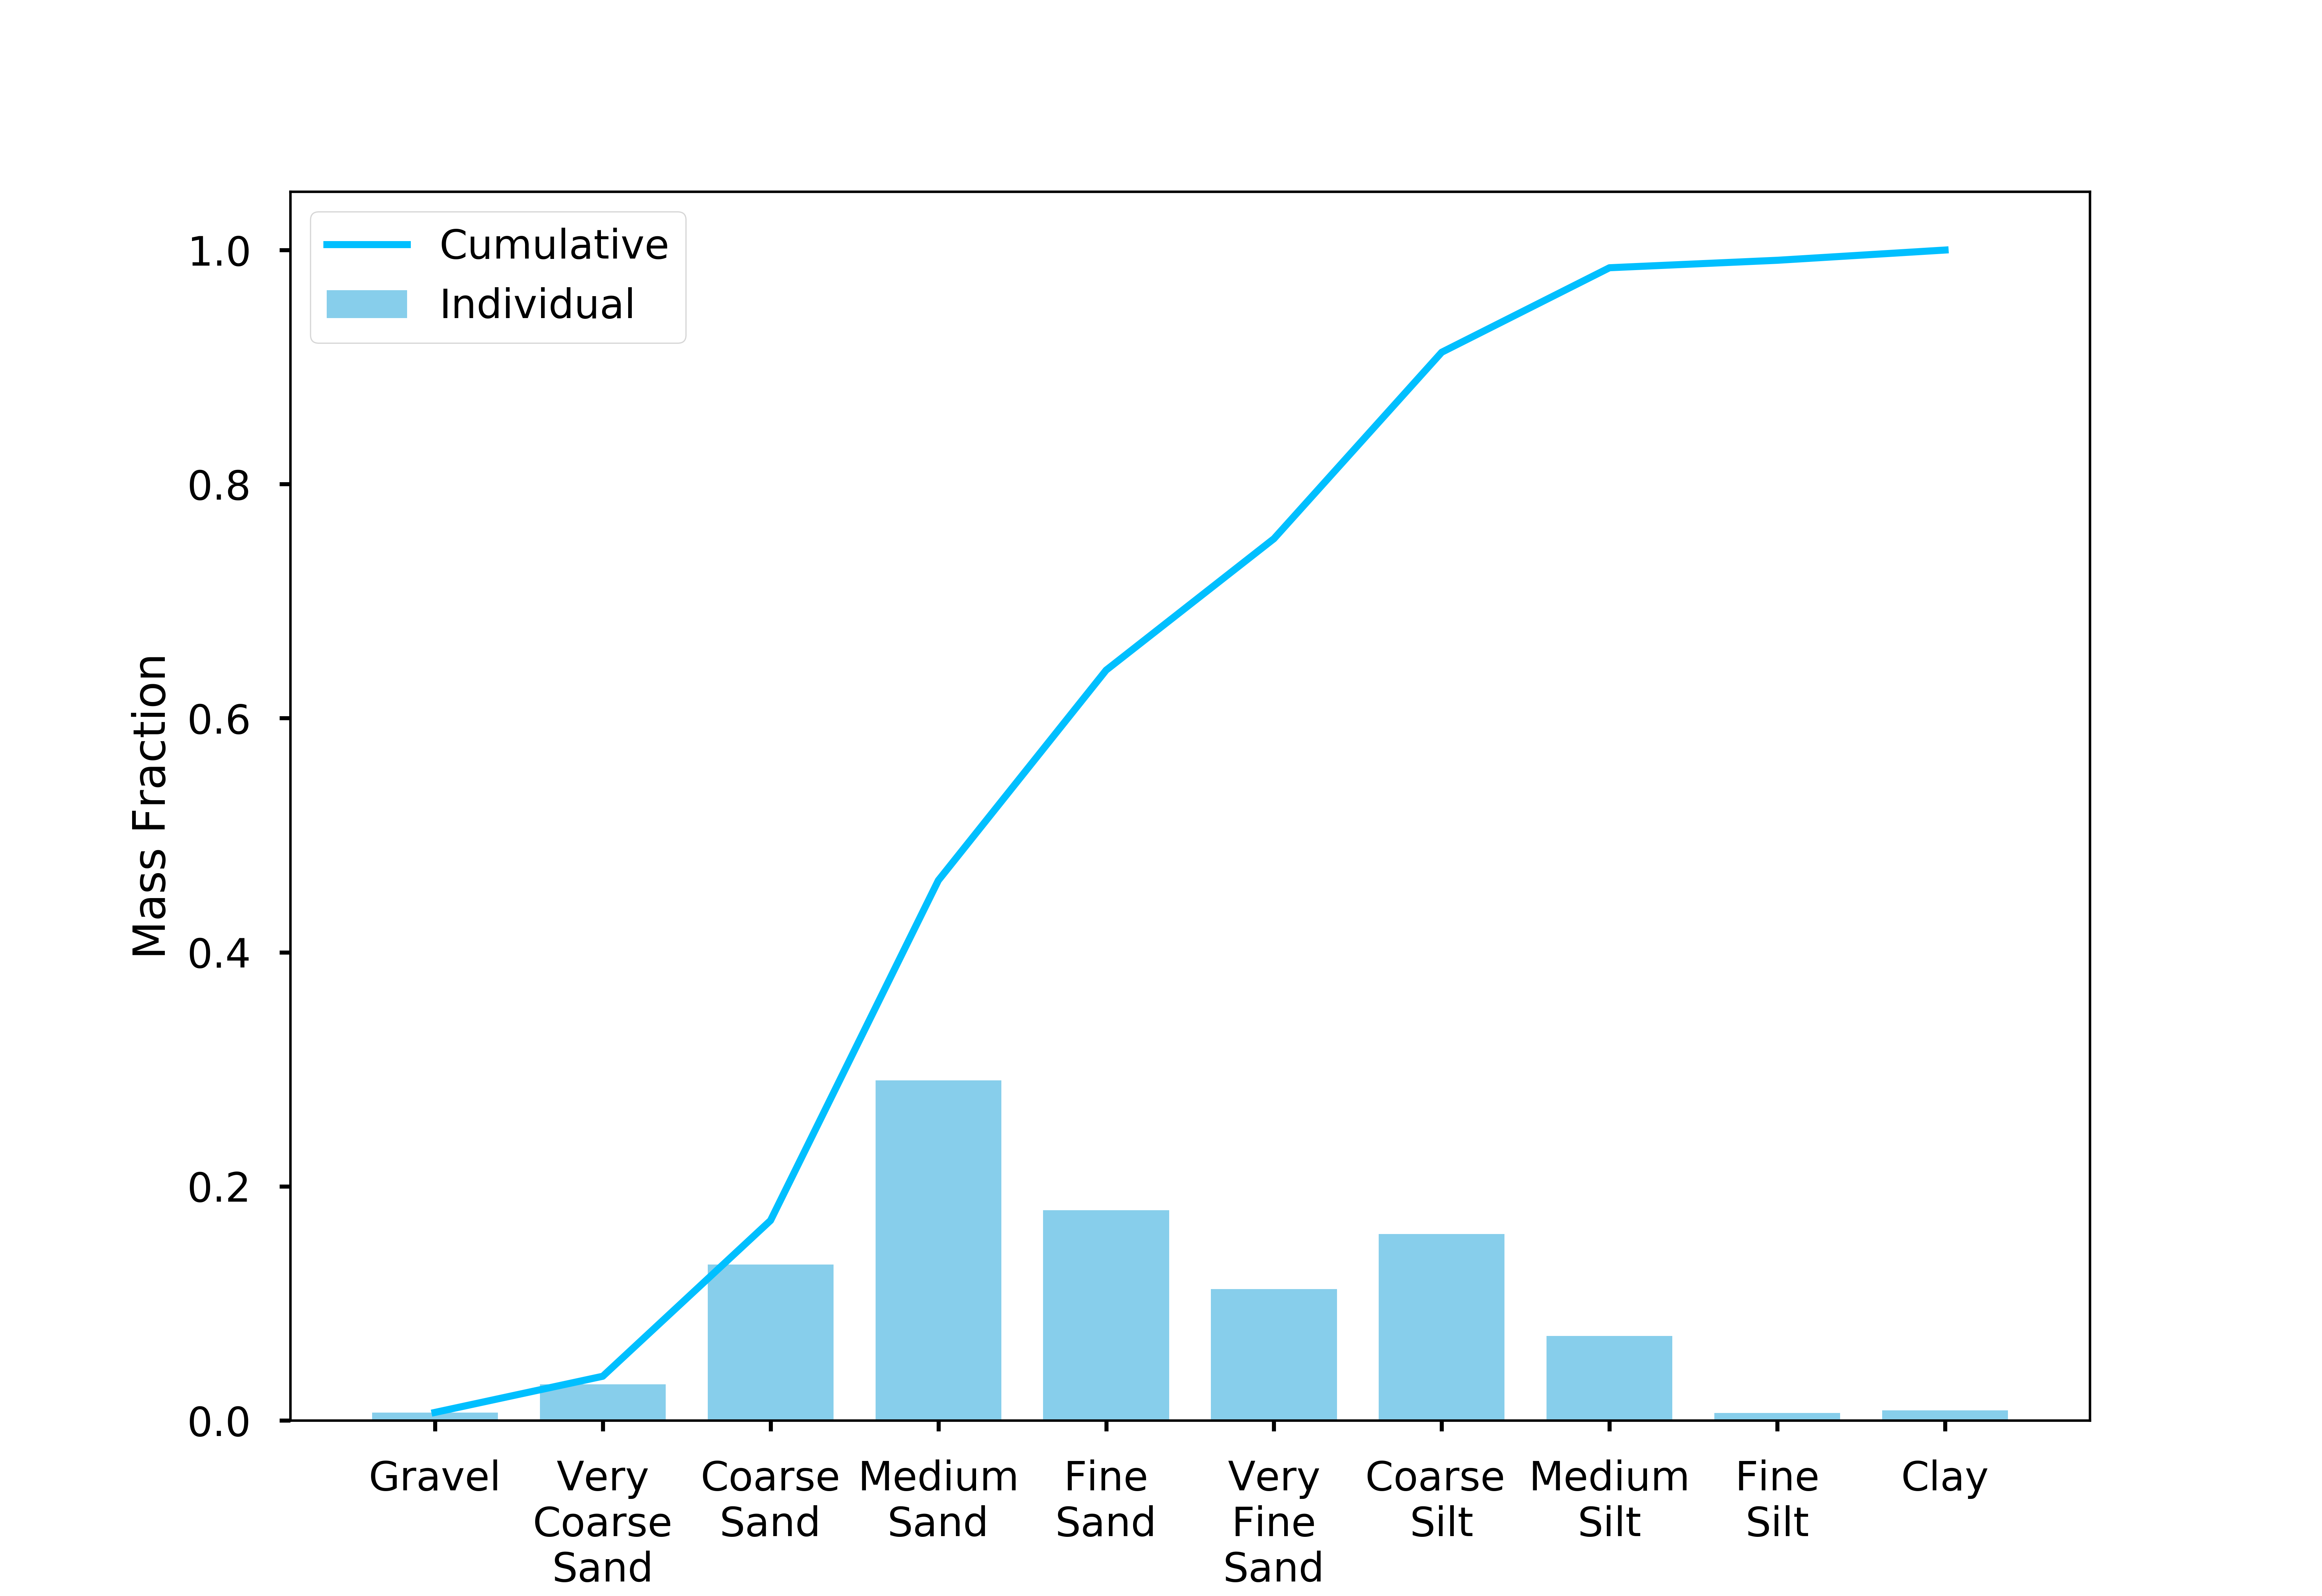 Cumulative
Individual
1.0
0.8
0.6
0.4
0.2
0.0
Mass Fraction
Gravel
Very
Coarse
Sand
Coarse
Sand
Medium
Sand
Fine
Sand
Very
Fine
Sand
Coarse
Silt
Medium
Silt
Fine
Silt
Clay